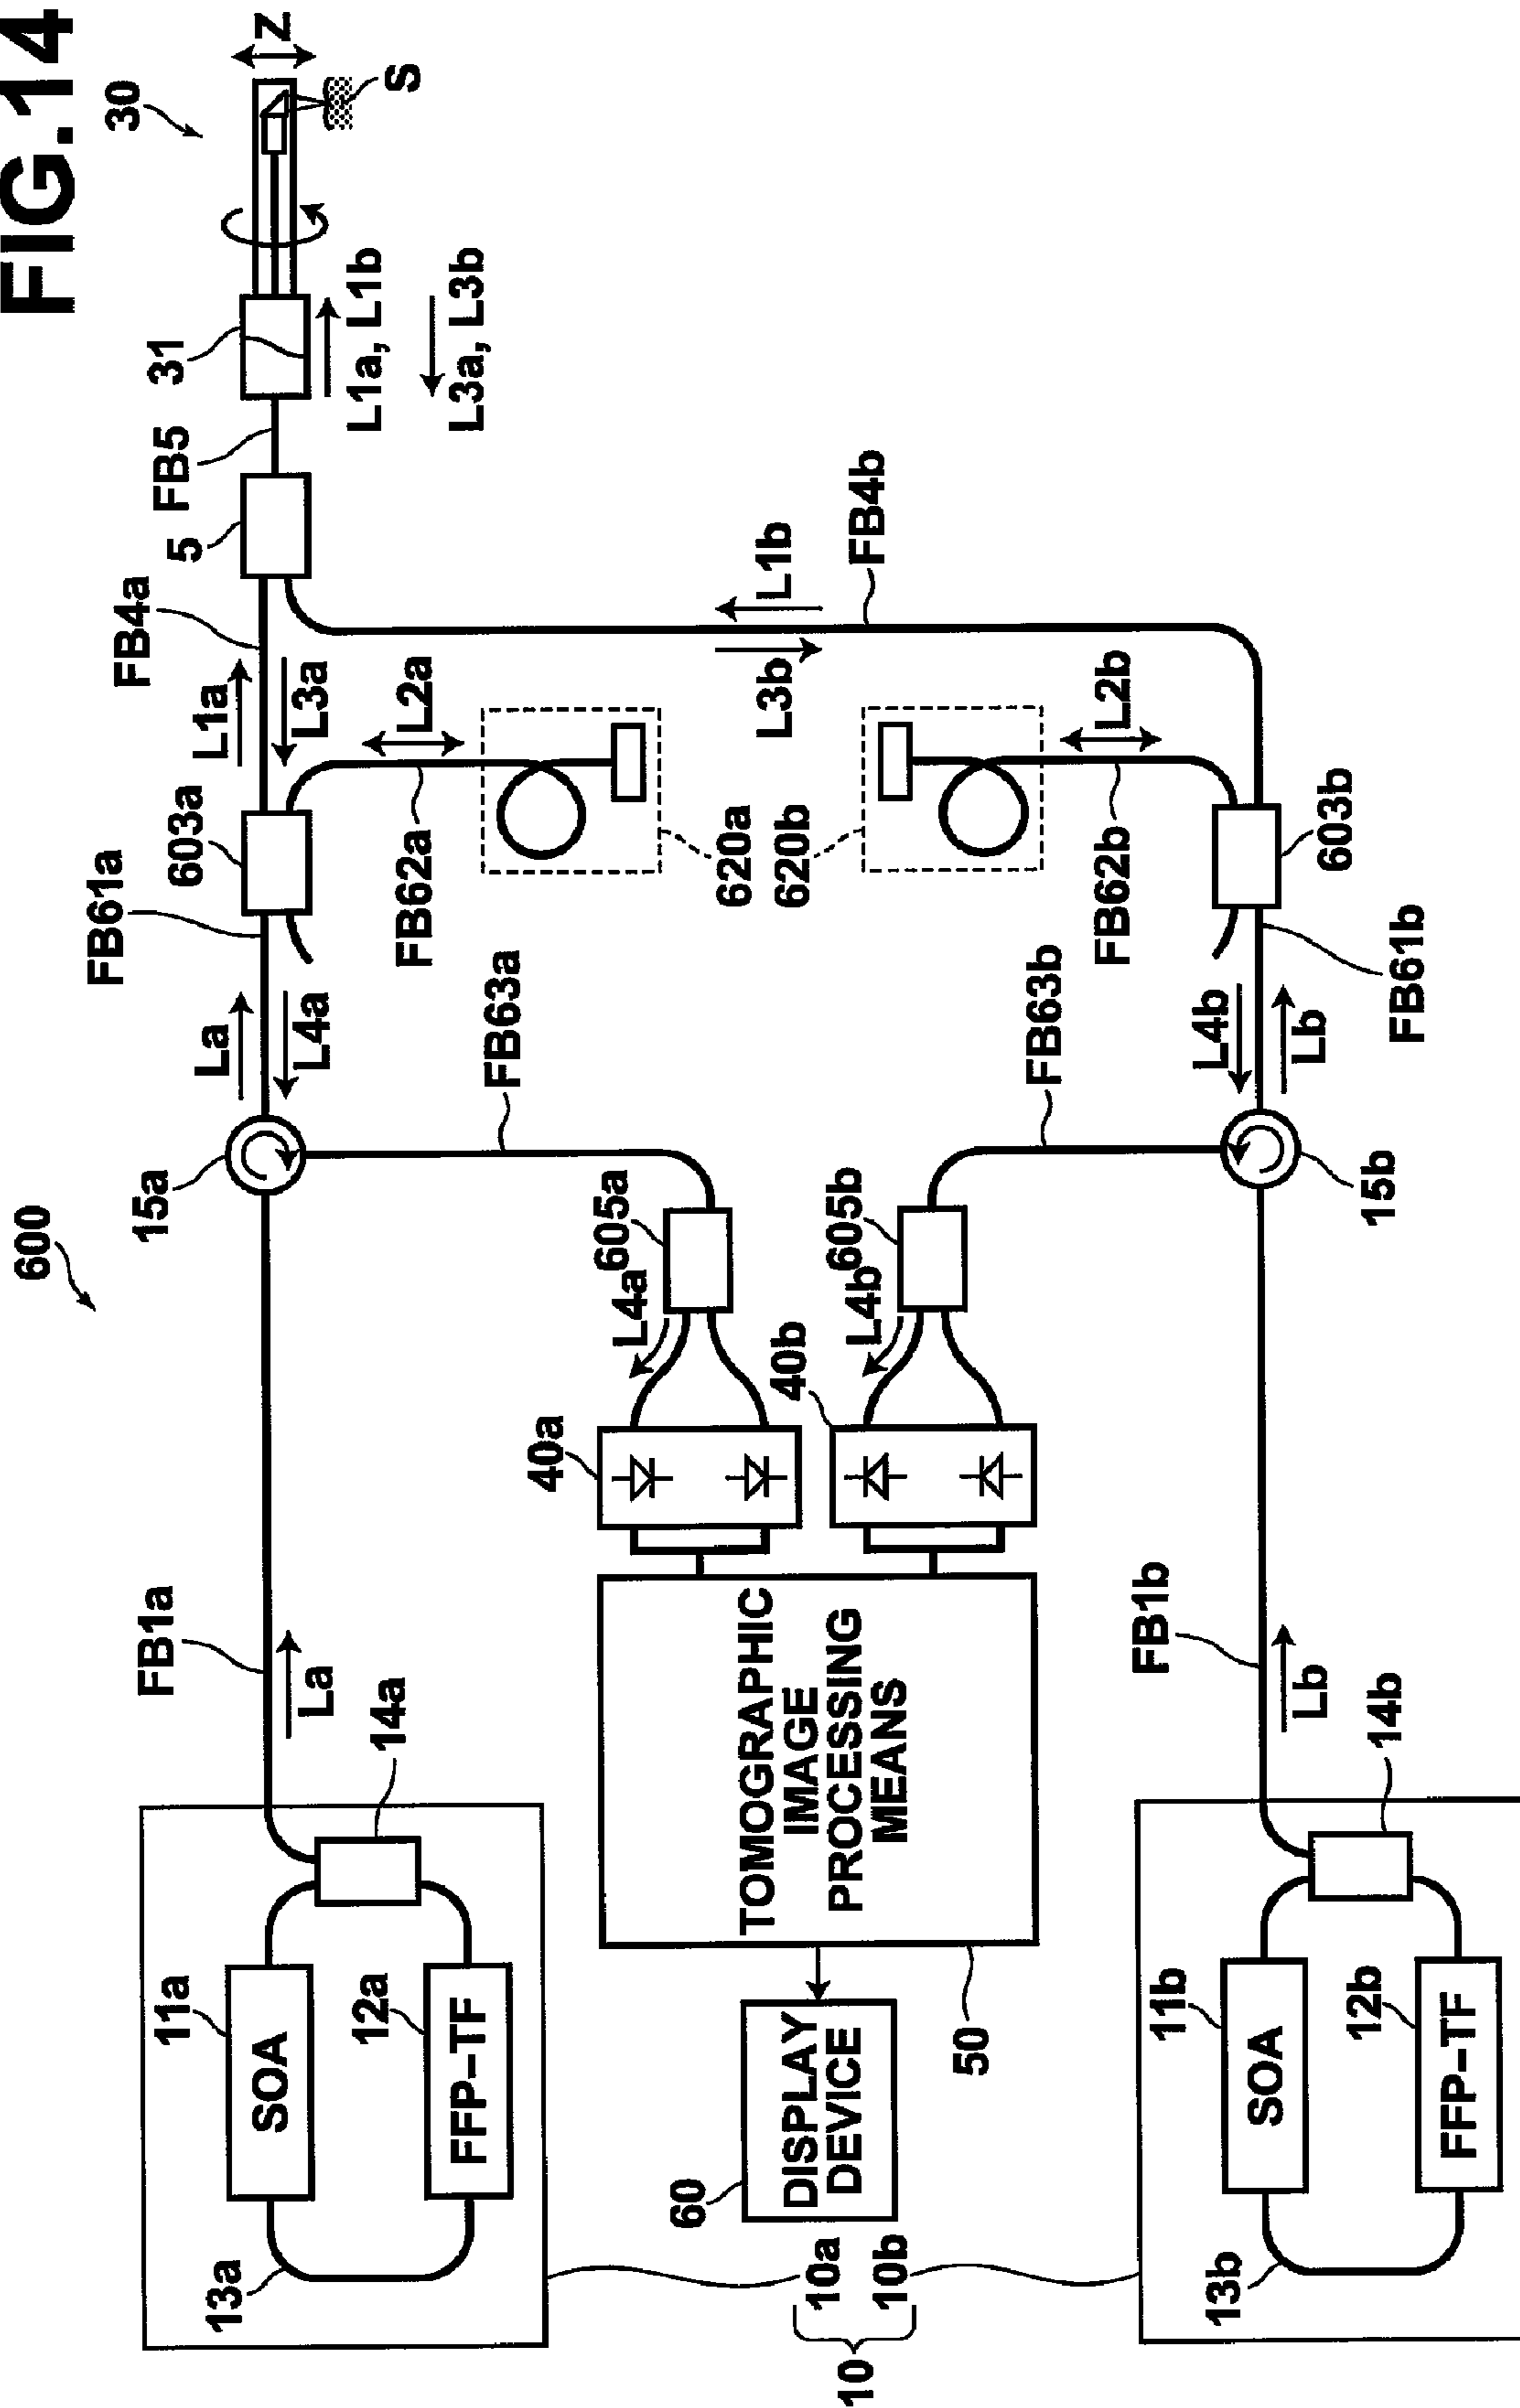 FIG.14
600
30
Z
S
31
L1a, L1b
L3a, L3b
FB5
5
FB4a
L1a
L3a
603a
FB61a
La
L4a
15a
FB1a
La
14a
11a
SOA
12a
FFP-TF
13a
L2a
FB62a
620a
620b
L2b
FB62b
L1b
L3b
FB4b
603b
FB61b
L4b
Lb
15b
FB63a
FB63b
605a
L4a
605b
L4b
40a
40b
TOMOGRAPHIC
IMAGE
PROCESSING
MEANS
50
DISPLAY
DEVICE
60
10a
10b
10
FB1b
Lb
14b
11b
SOA
12b
FFP-TF
13b